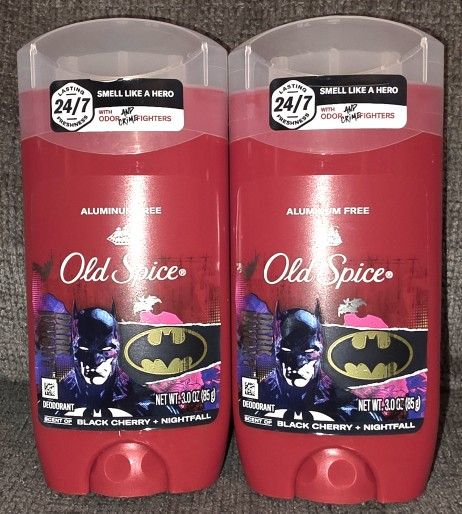 LASTING
24/7
FRESHNESS
SMELL LIKE A HERO
WITH AND
ODOR CRIME FIGHTERS
ALUMINUM FREE
Old Spice®
DEODORANT
NET WT. 3.0 OZ (85 g)
SCENT OF BLACK CHERRY + NIGHTFALL
LASTING
24/7
FRESHNESS
SMELL LIKE A HERO
WITH AND
ODOR CRIME FIGHTERS
ALUMINUM FREE
Old Spice®
DEODORANT
NET WT. 3.0 OZ (85 g)
SCENT OF BLACK CHERRY + NIGHTFALL